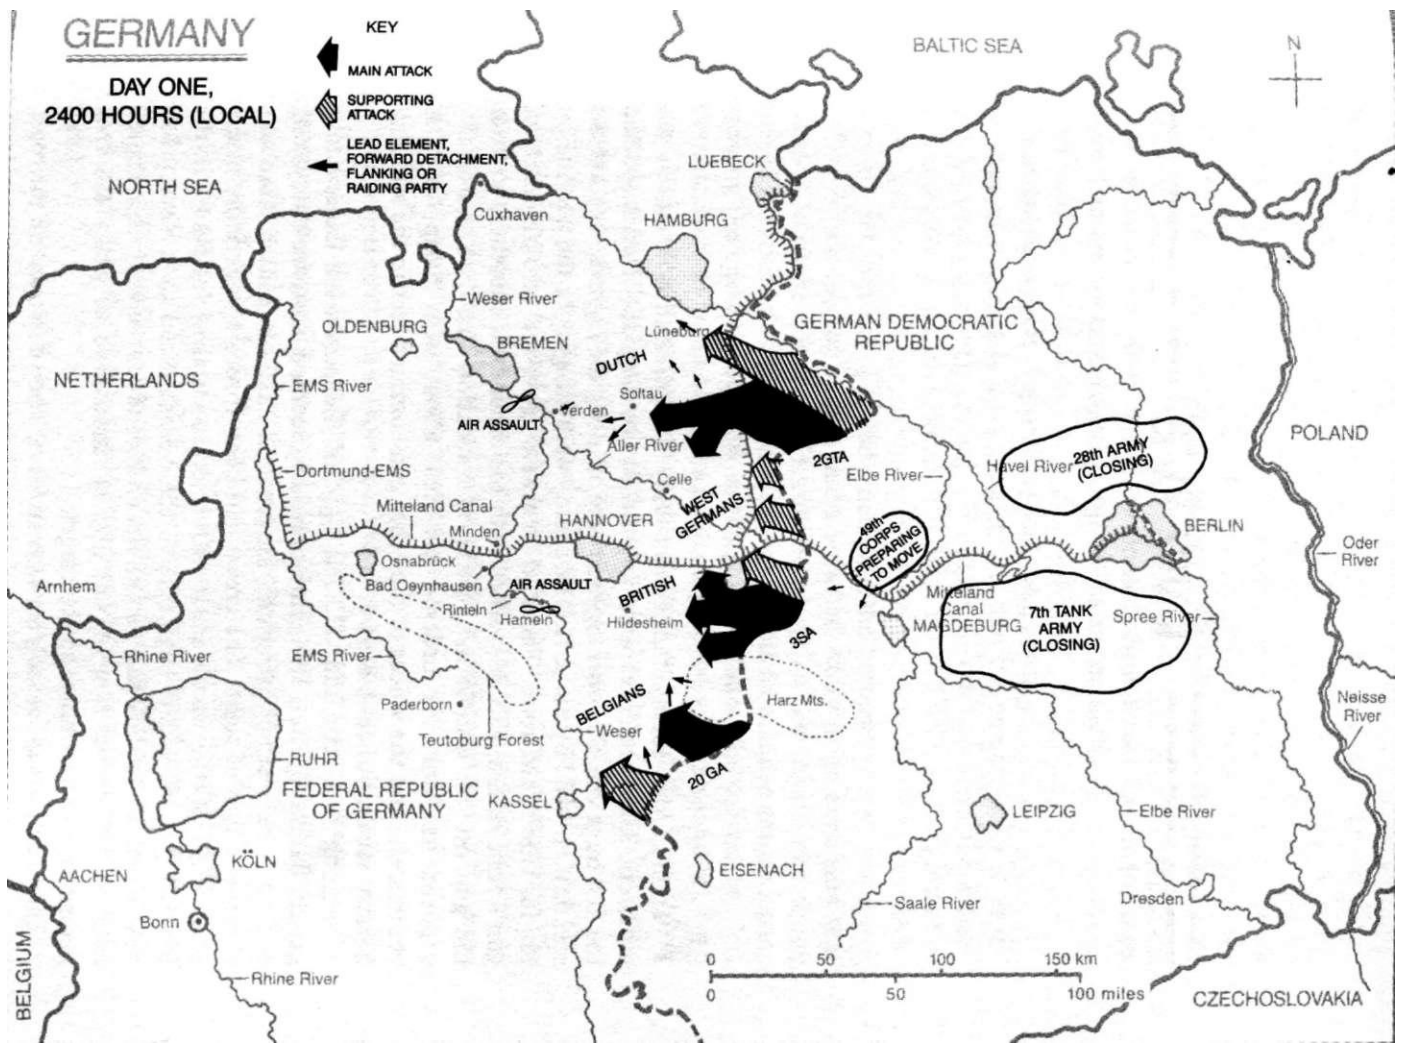 GERMANY
DAY ONE,
2400 HOURS (LOCAL)
KEY
MAIN ATTACK
SUPPORTING
ATTACK
LEAD ELEMENT,
FORWARD DETACHMENT,
FLANKING OR
RAIDING PARTY
BALTIC SEA
N
NORTH SEA
Cuxhaven
LUEBECK
HAMBURG
Weser River
OLDENBURG
BREMEN
Lüneburg
GERMAN DEMOCRATIC
REPUBLIC
NETHERLANDS
EMS River
DUTCH
Soltau
AIR ASSAULT
Verden
Aller River
2GTA
POLAND
Dortmund-EMS
Celle
Elbe River
Havel River
28th ARMY
(CLOSING)
Mitteland Canal
Minden
HANNOVER
WEST
GERMANS
49th
CORPS
PREPARING
TO MOVE
BERLIN
Oder
River
Osnabrück
Bad Oeynhausen
AIR ASSAULT
BRITISH
Arnhem
Rinteln
Hameln
Hildesheim
Mitteland
Canal
MAGDEBURG
7th TANK
ARMY
(CLOSING)
Spree River
3SA
Rhine River
EMS River
Paderborn
BELGIANS
Harz Mts.
Neisse
River
Teutoburg Forest
Weser
RUHR
20 GA
FEDERAL REPUBLIC
OF GERMANY
KASSEL
LEIPZIG
Elbe River
KÖLN
EISENACH
AACHEN
Saale River
Dresden
Bonn
BELGIUM
Rhine River
0 50 100 150 km
0 50 100 miles
CZECHOSLOVAKIA